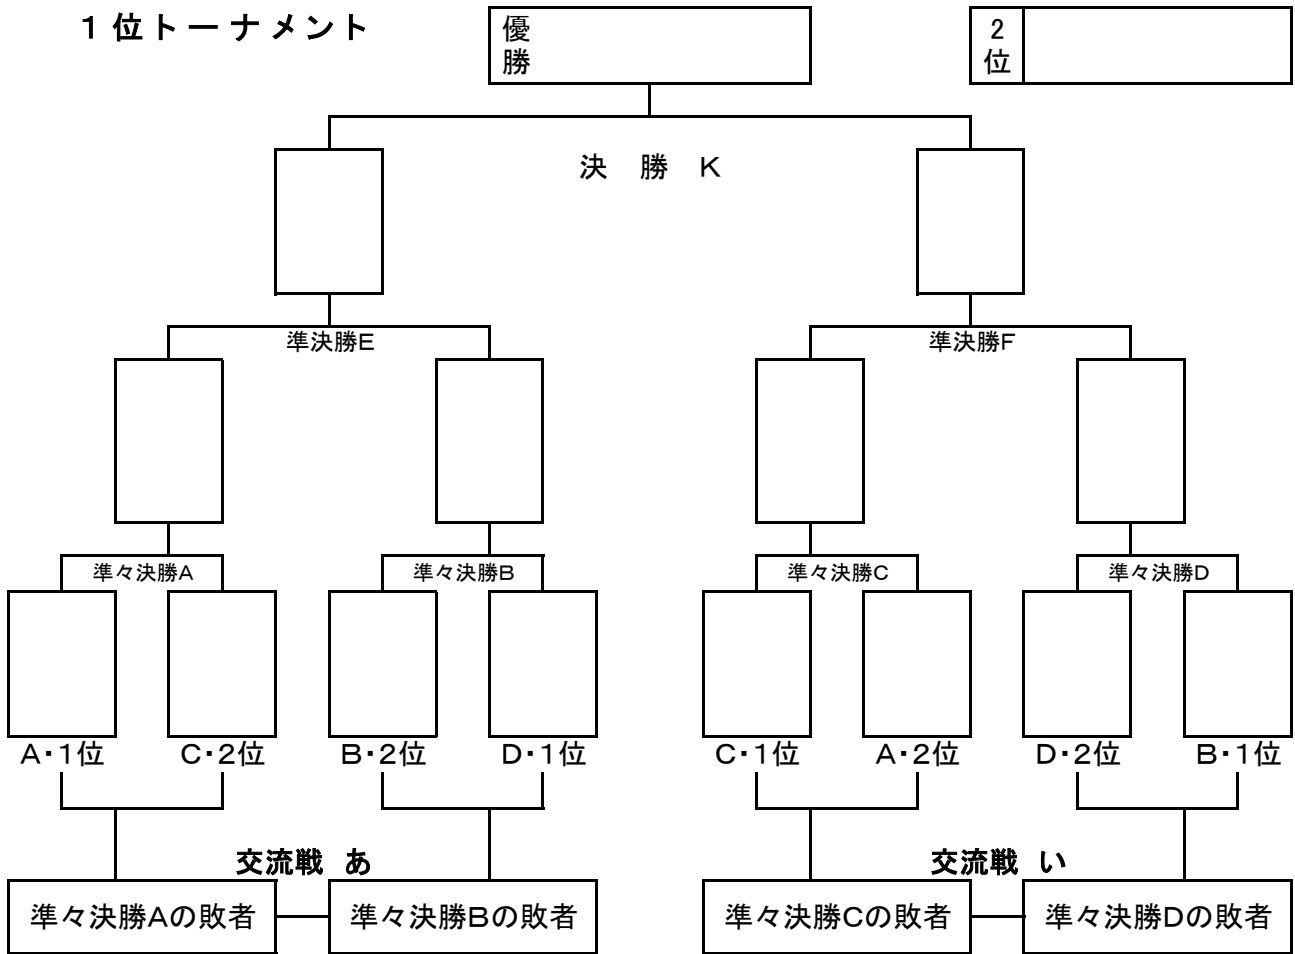 １位トーナメント
優勝
2位
決 勝 K
準決勝E
準決勝F
準々決勝A
準々決勝B
準々決勝C
準々決勝D
A・1位
C・2位
B・2位
D・1位
C・1位
A・2位
D・2位
B・1位
交流戦 あ
交流戦 い
準々決勝Aの敗者
準々決勝Bの敗者
準々決勝Cの敗者
準々決勝Dの敗者